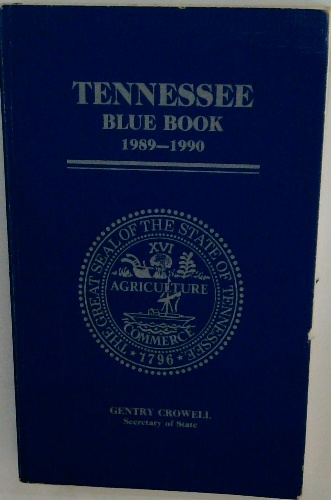 TENNESSEE
BLUE BOOK
1989—1990
THE GREAT SEAL OF THE STATE OF TENNESSEE
XVI
AGRICULTURE
COMMERCE
1796
GENTRY CROWELL
Secretary of State